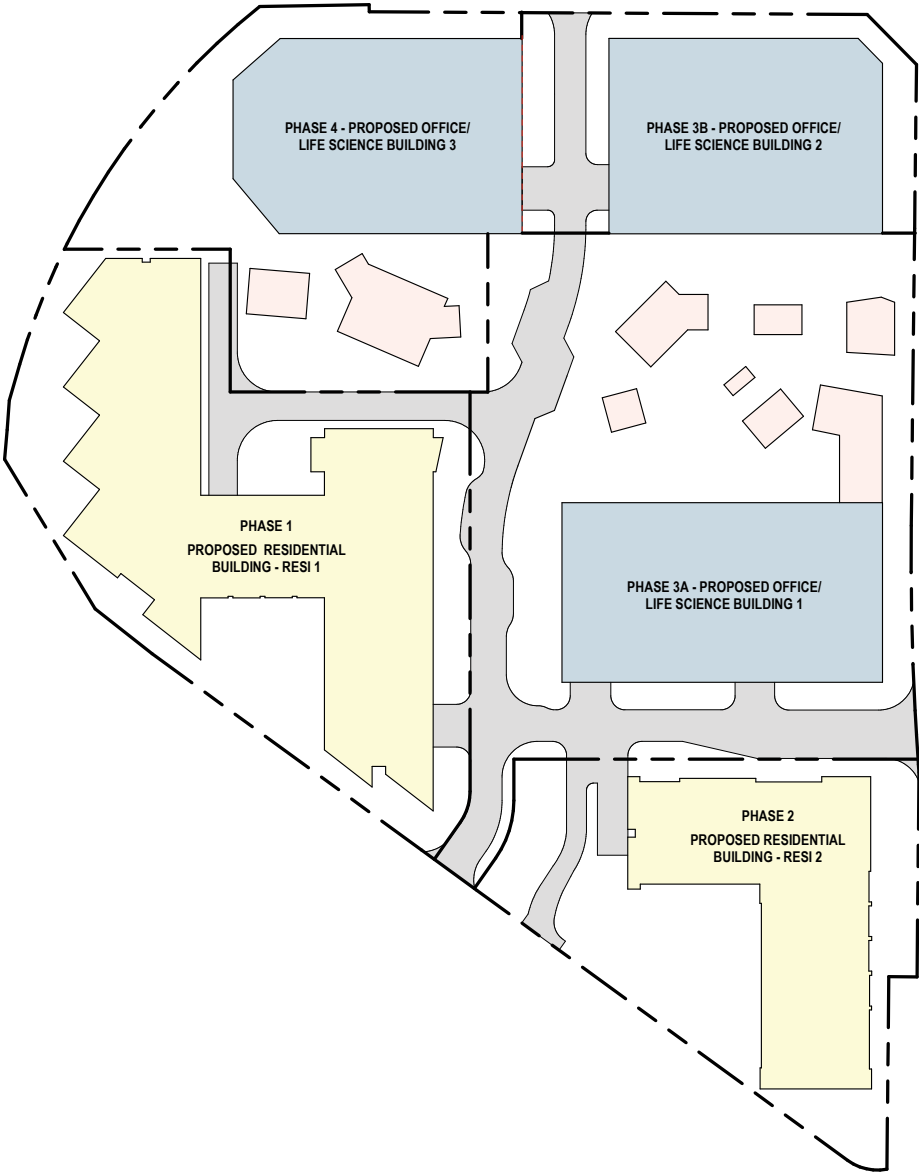 PHASE 4 - PROPOSED OFFICE/
LIFE SCIENCE BUILDING 3
PHASE 3B - PROPOSED OFFICE/
LIFE SCIENCE BUILDING 2
PHASE 1
PROPOSED RESIDENTIAL
BUILDING - RESI 1
PHASE 3A - PROPOSED OFFICE/
LIFE SCIENCE BUILDING 1
PHASE 2
PROPOSED RESIDENTIAL
BUILDING - RESI 2